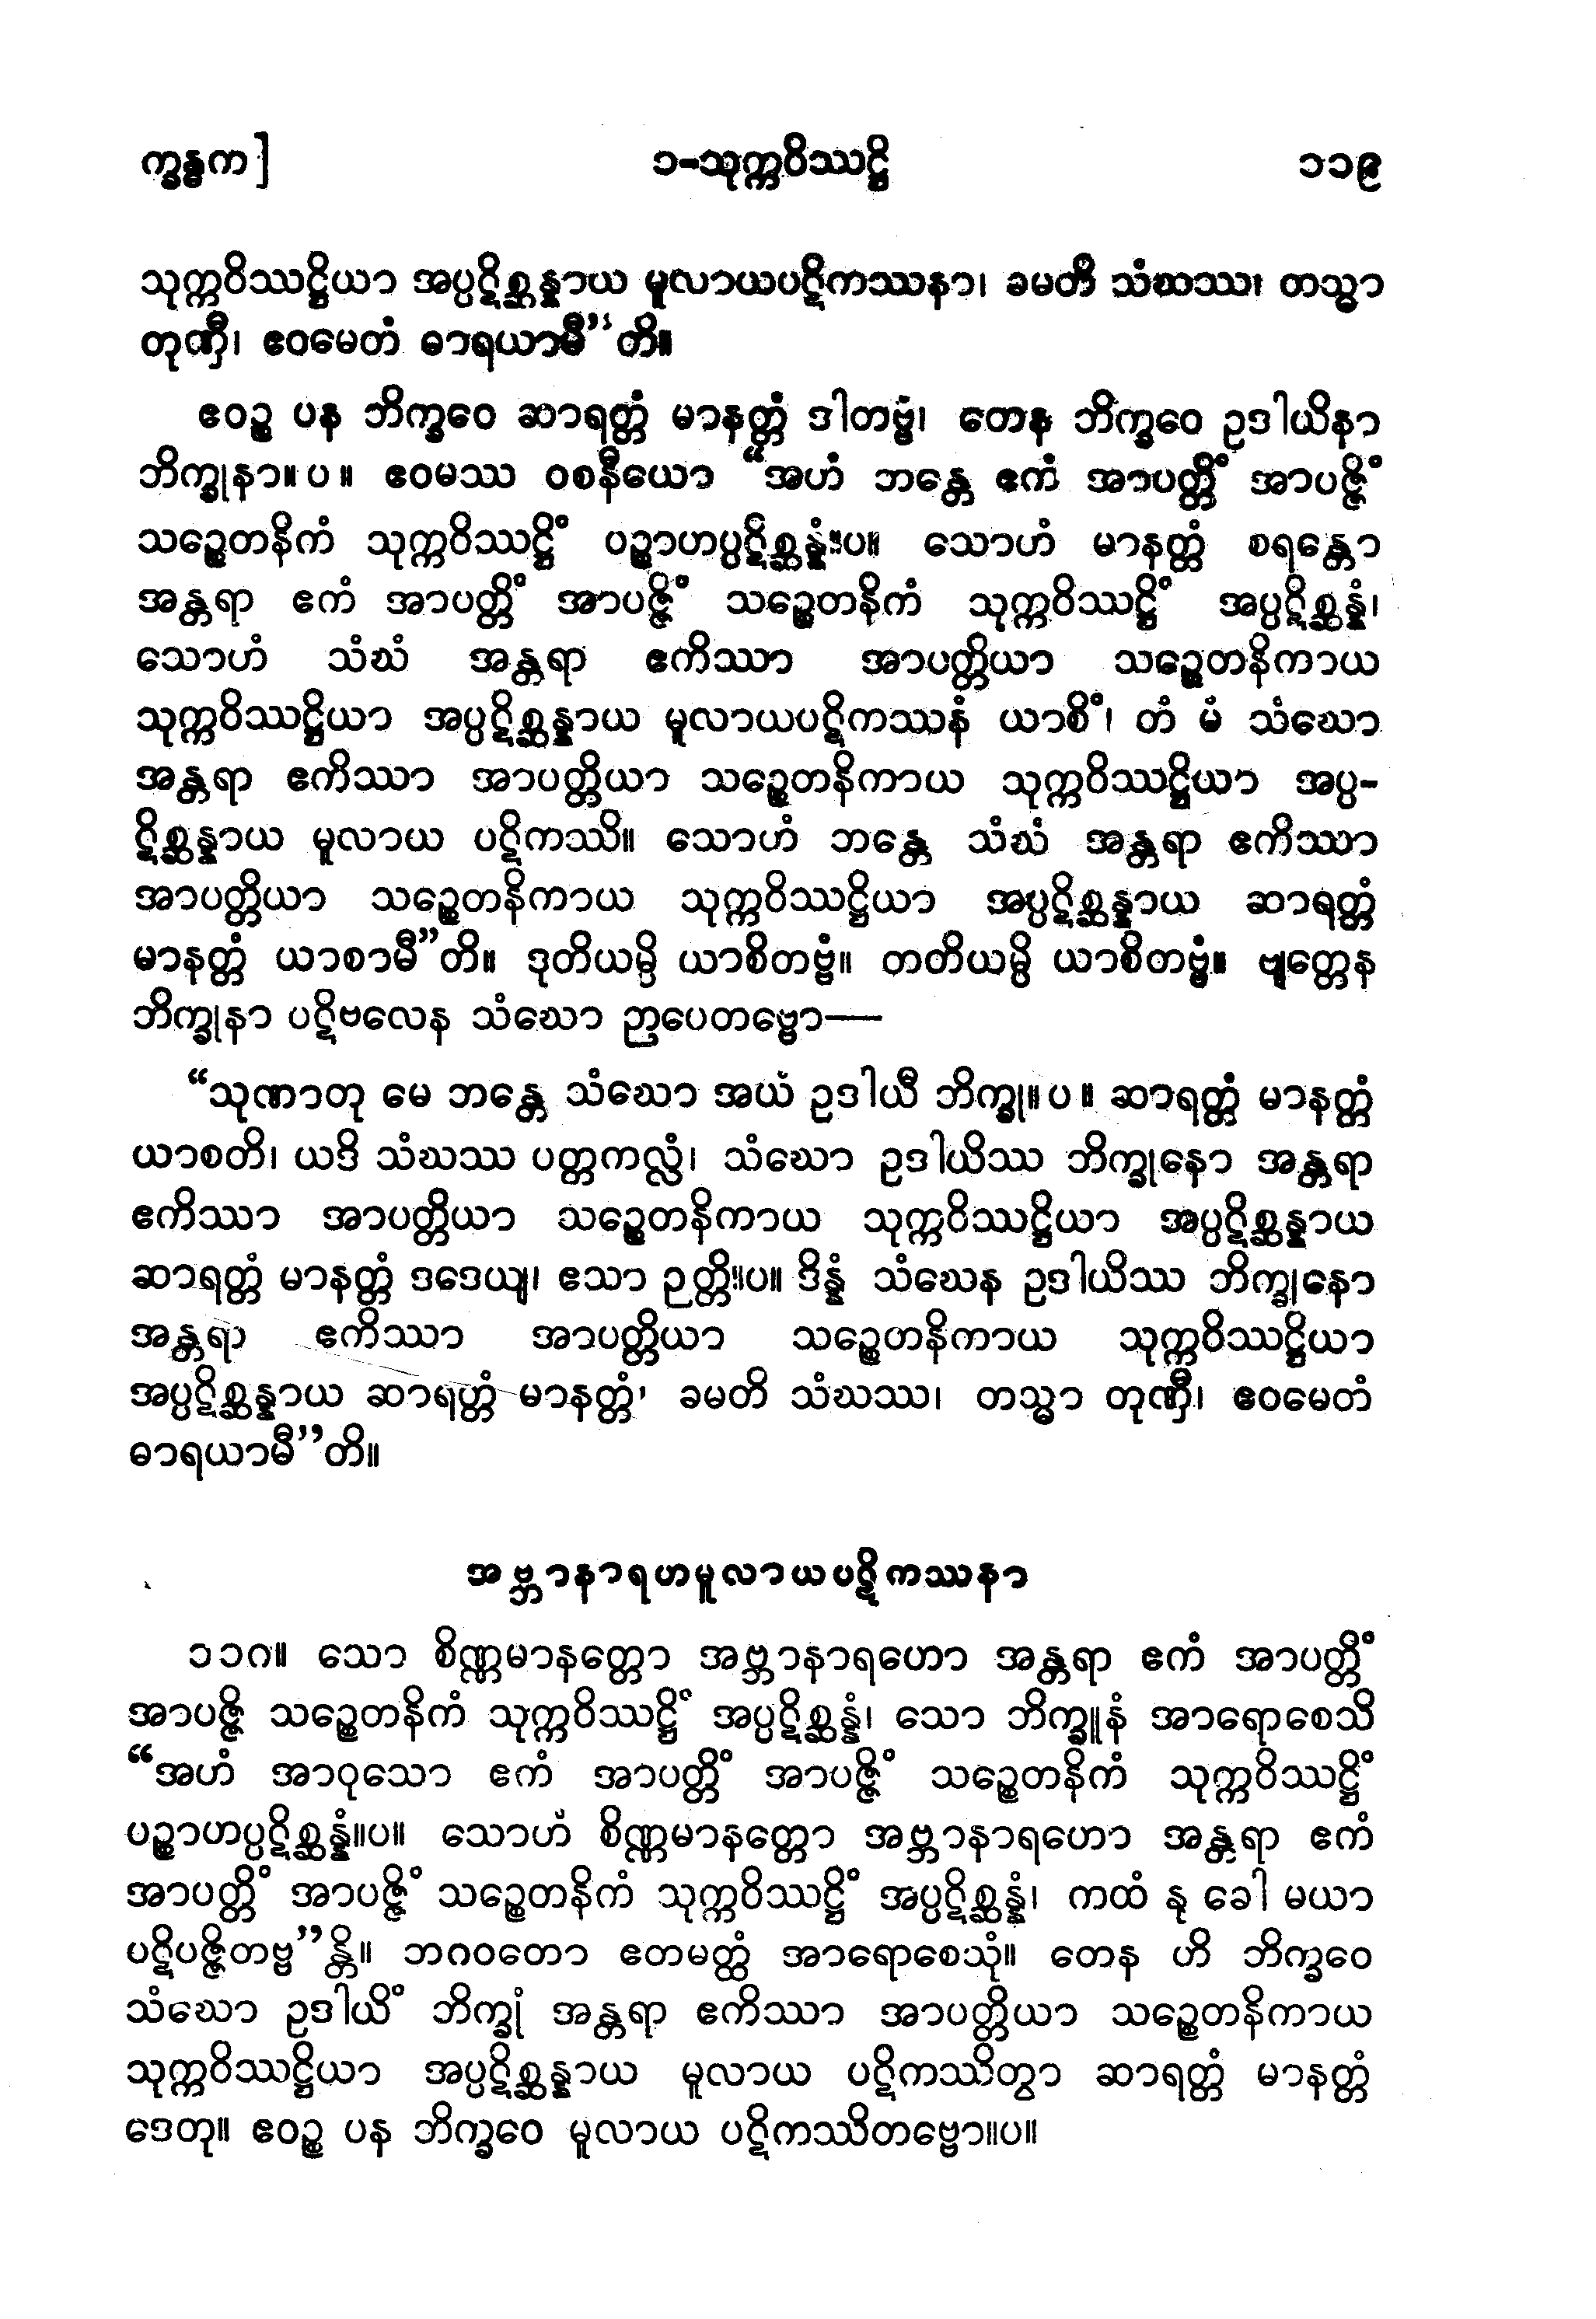 က္ခန္ဓက]
၁-သုက္ကဝိဿဋ္ဌိ
၁၁၉
သုက္ကဝိဿဋ္ဌိယာ အပ္ပဋိစ္ဆန္နာယ မူလာယပဋိကဿနာ၊ ခမတိ သံဃဿ၊ တသ္မာ
တုဏှီ၊ ဧဝမေတံ ဓာရယာမီ”တိ။
ဧဝဉ္စ ပန ဘိက္ခဝေ ဆာရတ္တံ မာနတ္တံ ဒါတဗ္ဗံ၊ တေန ဘိက္ခဝေ ဥဒါယိနာ
ဘိက္ခုနာ။ပ။ ဧဝမဿ ဝစနီယော “အဟံ ဘန္တေ ဧကံ အာပတ္တိံ အာပဇ္ဇိံ
သဉ္စေတနိကံ သုက္ကဝိဿဋ္ဌိံ ပဉ္စာဟပ္ပဋိစ္ဆန္နံ။ပ။ သောဟံ မာနတ္တံ စရန္တော
အန္တရာ ဧကံ အာပတ္တိံ အာပဇ္ဇိံ သဉ္စေတနိကံ သုက္ကဝိဿဋ္ဌိံ အပ္ပဋိစ္ဆန္နံ၊
သောဟံ သံဃံ အန္တရာ ဧကိဿာ အာပတ္တိယာ သဉ္စေတနိကာယ
သုက္ကဝိဿဋ္ဌိယာ အပ္ပဋိစ္ဆန္နာယ မူလာယပဋိကဿနံ ယာစိံ၊ တံ မံ သံဃော
အန္တရာ ဧကိဿာ အာပတ္တိယာ သဉ္စေတနိကာယ သုက္ကဝိဿဋ္ဌိယာ အပ္ပ-
ဋိစ္ဆန္နာယ မူလာယ ပဋိကဿိ။ သောဟံ ဘန္တေ သံဃံ အန္တရာ ဧကိဿာ
အာပတ္တိယာ သဉ္စေတနိကာယ သုက္ကဝိဿဋ္ဌိယာ အပ္ပဋိစ္ဆန္နာယ ဆာရတ္တံ
မာနတ္တံ ယာစာမီ”တိ။ ဒုတိယမ္ပိ ယာစိတဗ္ဗံ။ တတိယမ္ပိ ယာစိတဗ္ဗံ။ ဗျတ္တေန
ဘိက္ခုနာ ပဋိဗလေန သံဃော ဉာပေတဗ္ဗော—
“သုဏာတု မေ ဘန္တေ သံဃော အယံ ဥဒါယီ ဘိက္ခု။ပ။ ဆာရတ္တံ မာနတ္တံ
ယာစတိ၊ ယဒိ သံဃဿ ပတ္တကလ္လံ၊ သံဃော ဥဒါယိဿ ဘိက္ခုနော အန္တရာ
ဧကိဿာ အာပတ္တိယာ သဉ္စေတနိကာယ သုက္ကဝိဿဋ္ဌိယာ အပ္ပဋိစ္ဆန္နာယ
ဆာရတ္တံ မာနတ္တံ ဒဒေယျ၊ ဧသာ ဉတ္တိ။ပ။ ဒိန္နံ သံဃေန ဥဒါယိဿ ဘိက္ခုနော
အန္တရာ ဧကိဿာ အာပတ္တိယာ သဉ္စေတနိကာယ သုက္ကဝိဿဋ္ဌိယာ
အပ္ပဋိစ္ဆန္နာယ ဆာရတ္တံ မာနတ္တံ၊ ခမတိ သံဃဿ၊ တသ္မာ တုဏှီ၊ ဧဝမေတံ
ဓာရယာမီ”တိ။
အဗ္ဘာနာရဟမူလာယပဋိကဿနာ
၁၁ဂ။ သော စိဏ္ဏမာနတ္တော အဗ္ဘာနာရဟော အန္တရာ ဧကံ အာပတ္တိံ
အာပဇ္ဇိ သဉ္စေတနိကံ သုက္ကဝိဿဋ္ဌိံ အပ္ပဋိစ္ဆန္နံ၊ သော ဘိက္ခူနံ အာရောစေသိ
“အဟံ အာဝုသော ဧကံ အာပတ္တိံ အာပဇ္ဇိံ သဉ္စေတနိကံ သုက္ကဝိဿဋ္ဌိံ
ပဉ္စာဟပ္ပဋိစ္ဆန္နံ။ပ။ သောဟံ စိဏ္ဏမာနတ္တော အဗ္ဘာနာရဟော အန္တရာ ဧကံ
အာပတ္တိံ အာပဇ္ဇိံ သဉ္စေတနိကံ သုက္ကဝိဿဋ္ဌိံ အပ္ပဋိစ္ဆန္နံ၊ ကထံ နု ခေါ မယာ
ပဋိပဇ္ဇိတဗ္ဗ”န္တိ။ ဘဂဝတော ဧတမတ္ထံ အာရောစေသုံ။ တေန ဟိ ဘိက္ခဝေ
သံဃော ဥဒါယိံ ဘိက္ခုံ အန္တရာ ဧကိဿာ အာပတ္တိယာ သဉ္စေတနိကာယ
သုက္ကဝိဿဋ္ဌိယာ အပ္ပဋိစ္ဆန္နာယ မူလာယ ပဋိကဿိတွာ ဆာရတ္တံ မာနတ္တံ
ဒေတု။ ဧဝဉ္စ ပန ဘိက္ခဝေ မူလာယ ပဋိကဿိတဗ္ဗော။ပ။